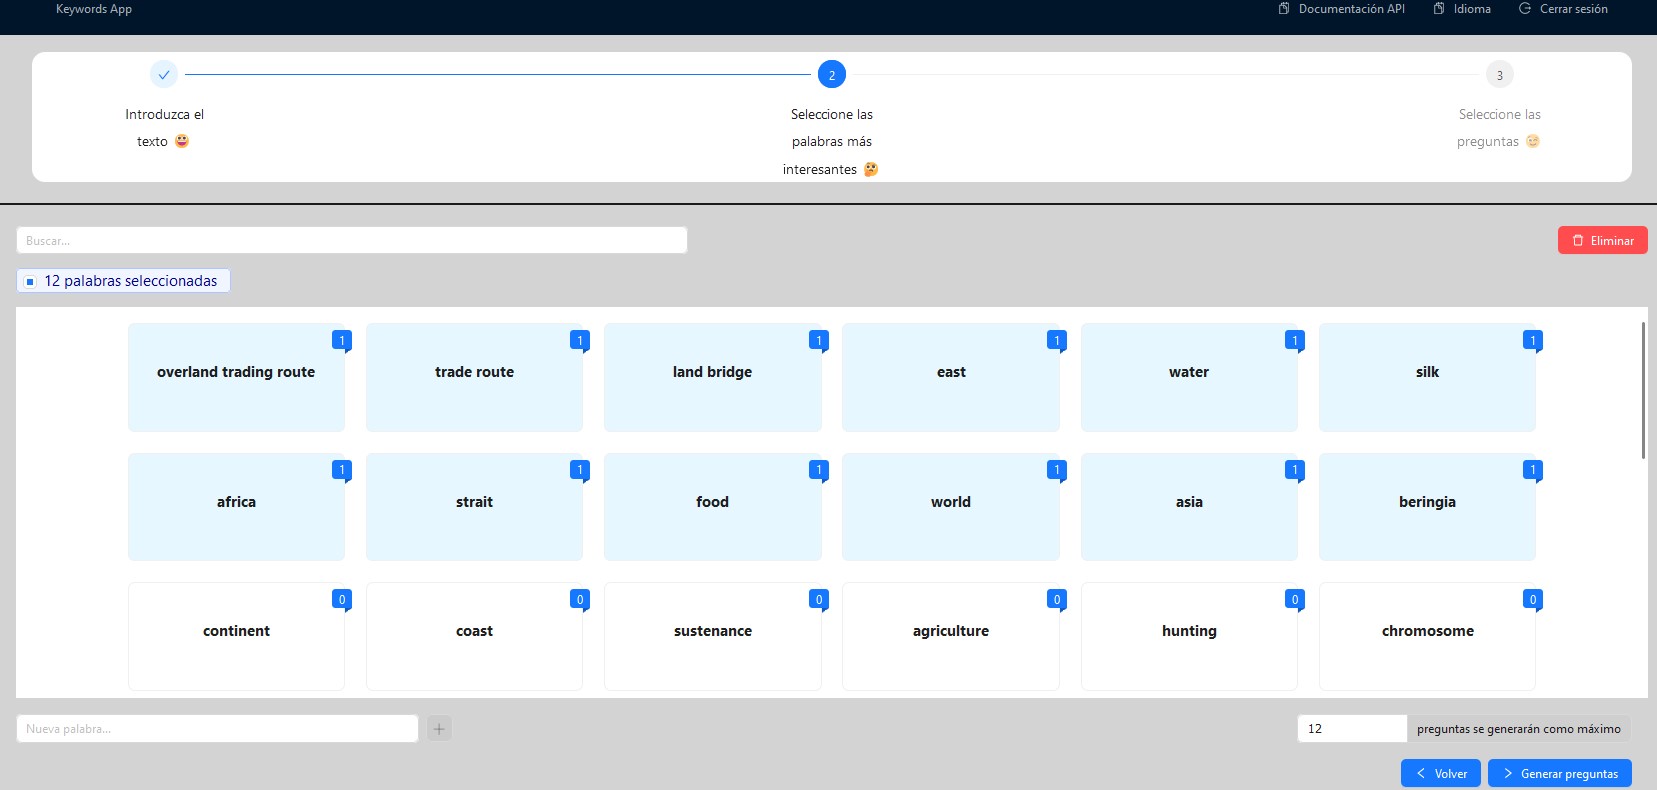 Keywords App
Documentación API
Idioma
Cerrar sesión
2
3
Introduzca el
texto 😀
Seleccione las
palabras más
interesantes 🤔
Seleccione las
preguntas 😉
Buscar...
Eliminar
12 palabras seleccionadas
1
1
1
1
1
1
overland trading route
trade route
land bridge
east
water
silk
1
1
1
1
1
1
africa
strait
food
world
asia
beringia
0
0
0
0
0
0
continent
coast
sustenance
agriculture
hunting
chromosome
Nueva palabra...
12
preguntas se generarán como máximo
Volver
Generar preguntas